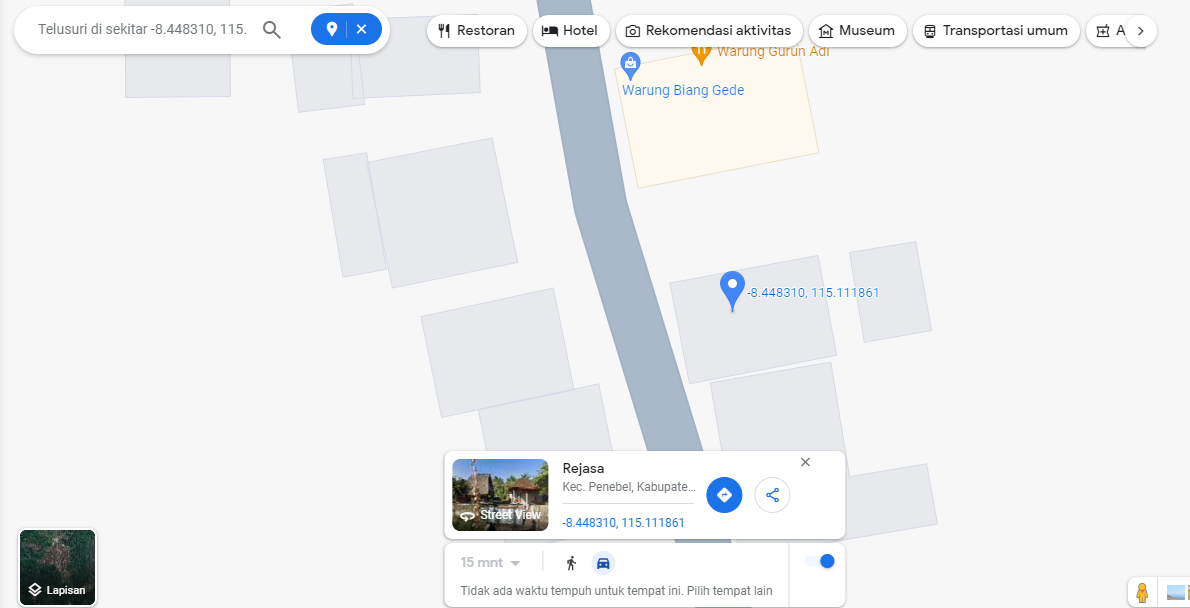 Telusuri di sekitar -8.448310, 115.
Restoran
Hotel
Rekomendasi aktivitas
Museum
Transportasi umum
A
Warung Gurun Adi
Warung Biang Gede
-8.448310, 115.111861
Rejasa
Kec. Penebel, Kabupate...
Street View
-8.448310, 115.111861
15 mnt
Tidak ada waktu tempuh untuk tempat ini. Pilih tempat lain
Lapisan